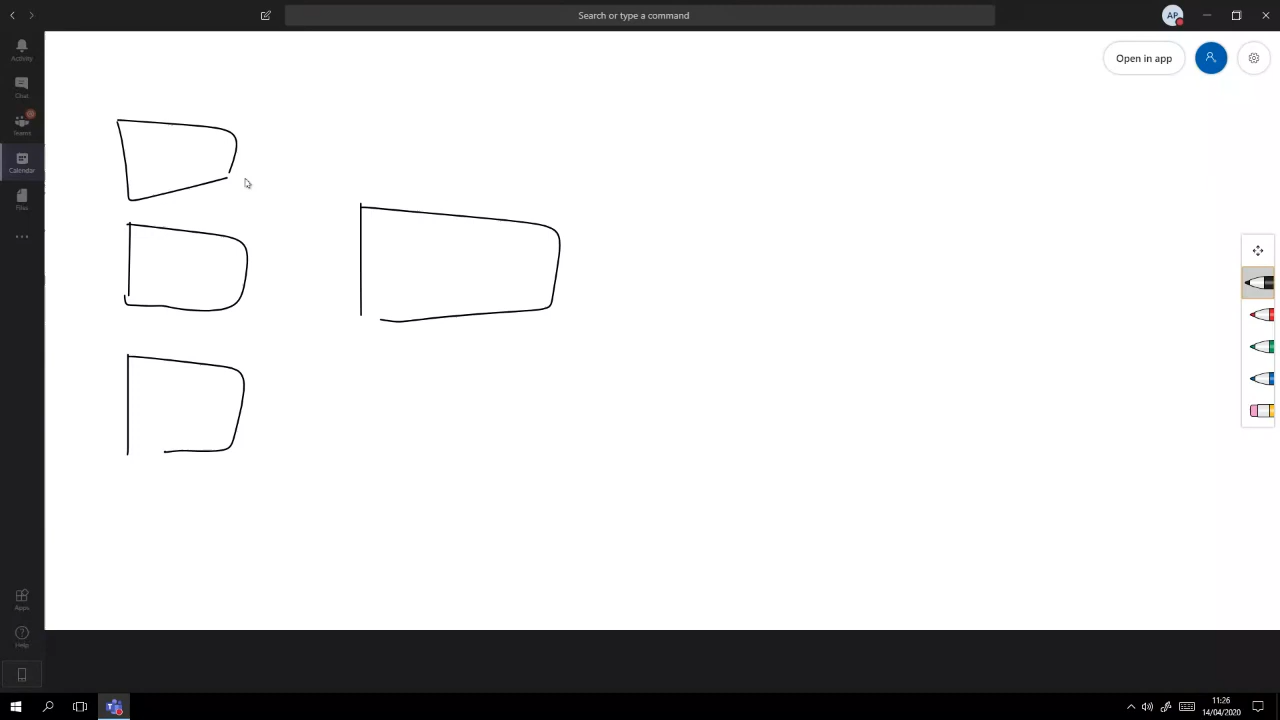 Search or type a command
AP
Activity
Chat
Teams
Calendar
Files
Open in app
Apps
Help
11:26
14/04/2020